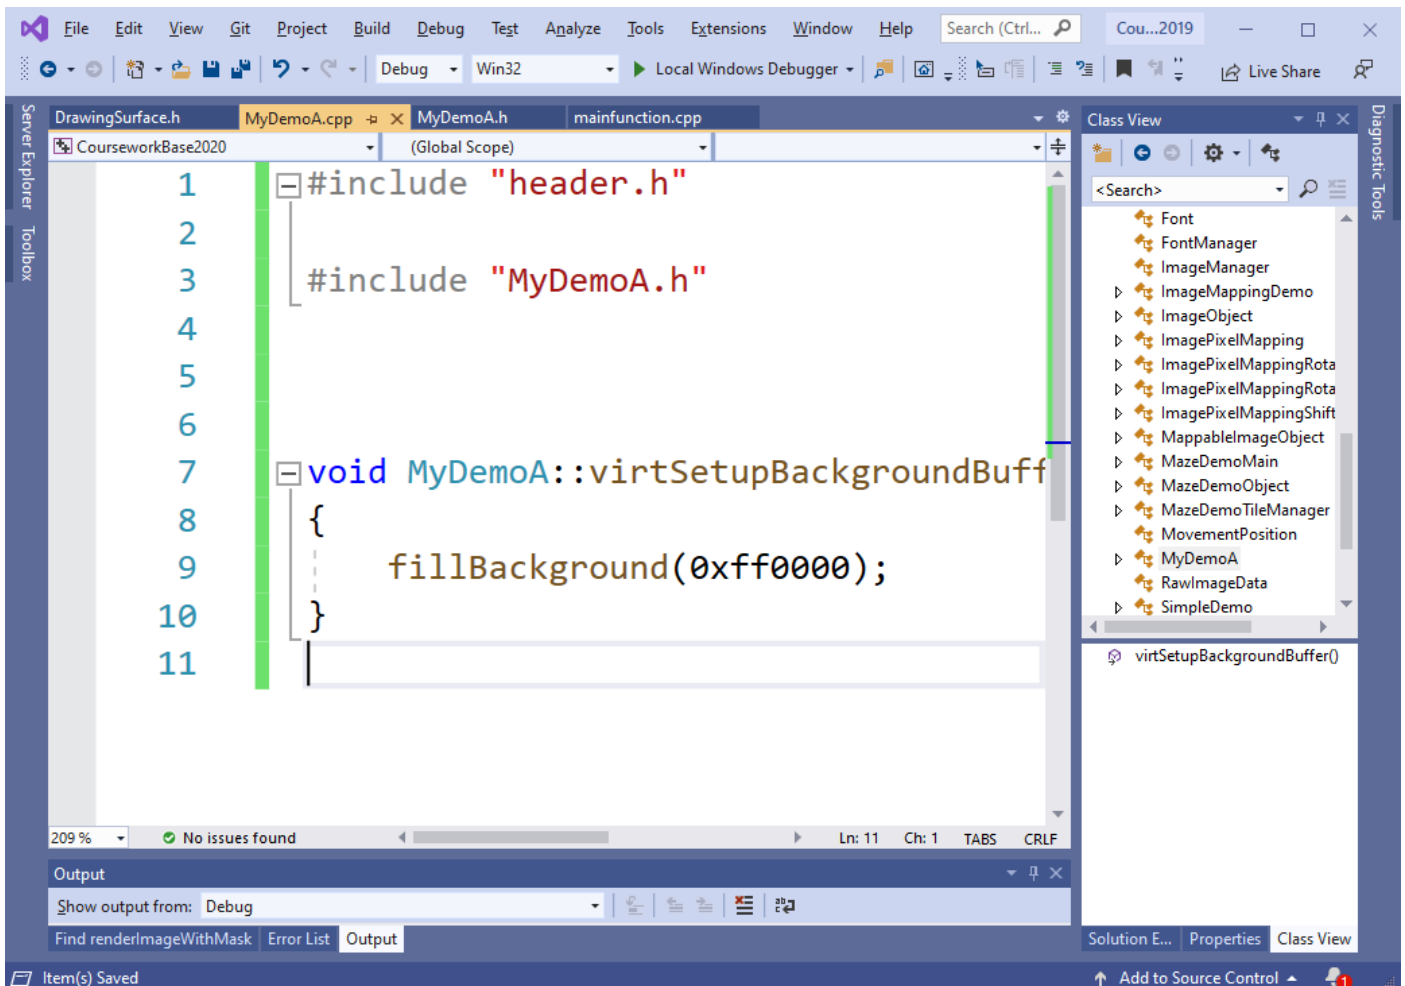 File Edit View Git Project Build Debug Test Analyze Tools Extensions Window Help Search (Ctrl... Cou...2019
Debug Win32 Local Windows Debugger Live Share
Server Explorer
Toolbox
DrawingSurface.h MyDemoA.cpp MyDemoA.h mainfunction.cpp
CourseworkBase2020 (Global Scope)
1 #include "header.h"
2
3 #include "MyDemoA.h"
4
5
6
7 void MyDemoA::virtSetupBackgroundBuff
8 {
9 fillBackground(0xff0000);
10 }
11
209 % No issues found Ln: 11 Ch: 1 TABS CRLF
Output
Show output from: Debug
Find renderImageWithMask Error List Output
Class View
<Search>
Font
FontManager
ImageManager
ImageMappingDemo
ImageObject
ImagePixelMapping
ImagePixelMappingRota
ImagePixelMappingRota
ImagePixelMappingShift
MappableImageObject
MazeDemoMain
MazeDemoObject
MazeDemoTileManager
MovementPosition
MyDemoA
RawImageData
SimpleDemo
virtSetupBackgroundBuffer()
Solution E... Properties Class View
Diagnostic Tools
Item(s) Saved Add to Source Control 1